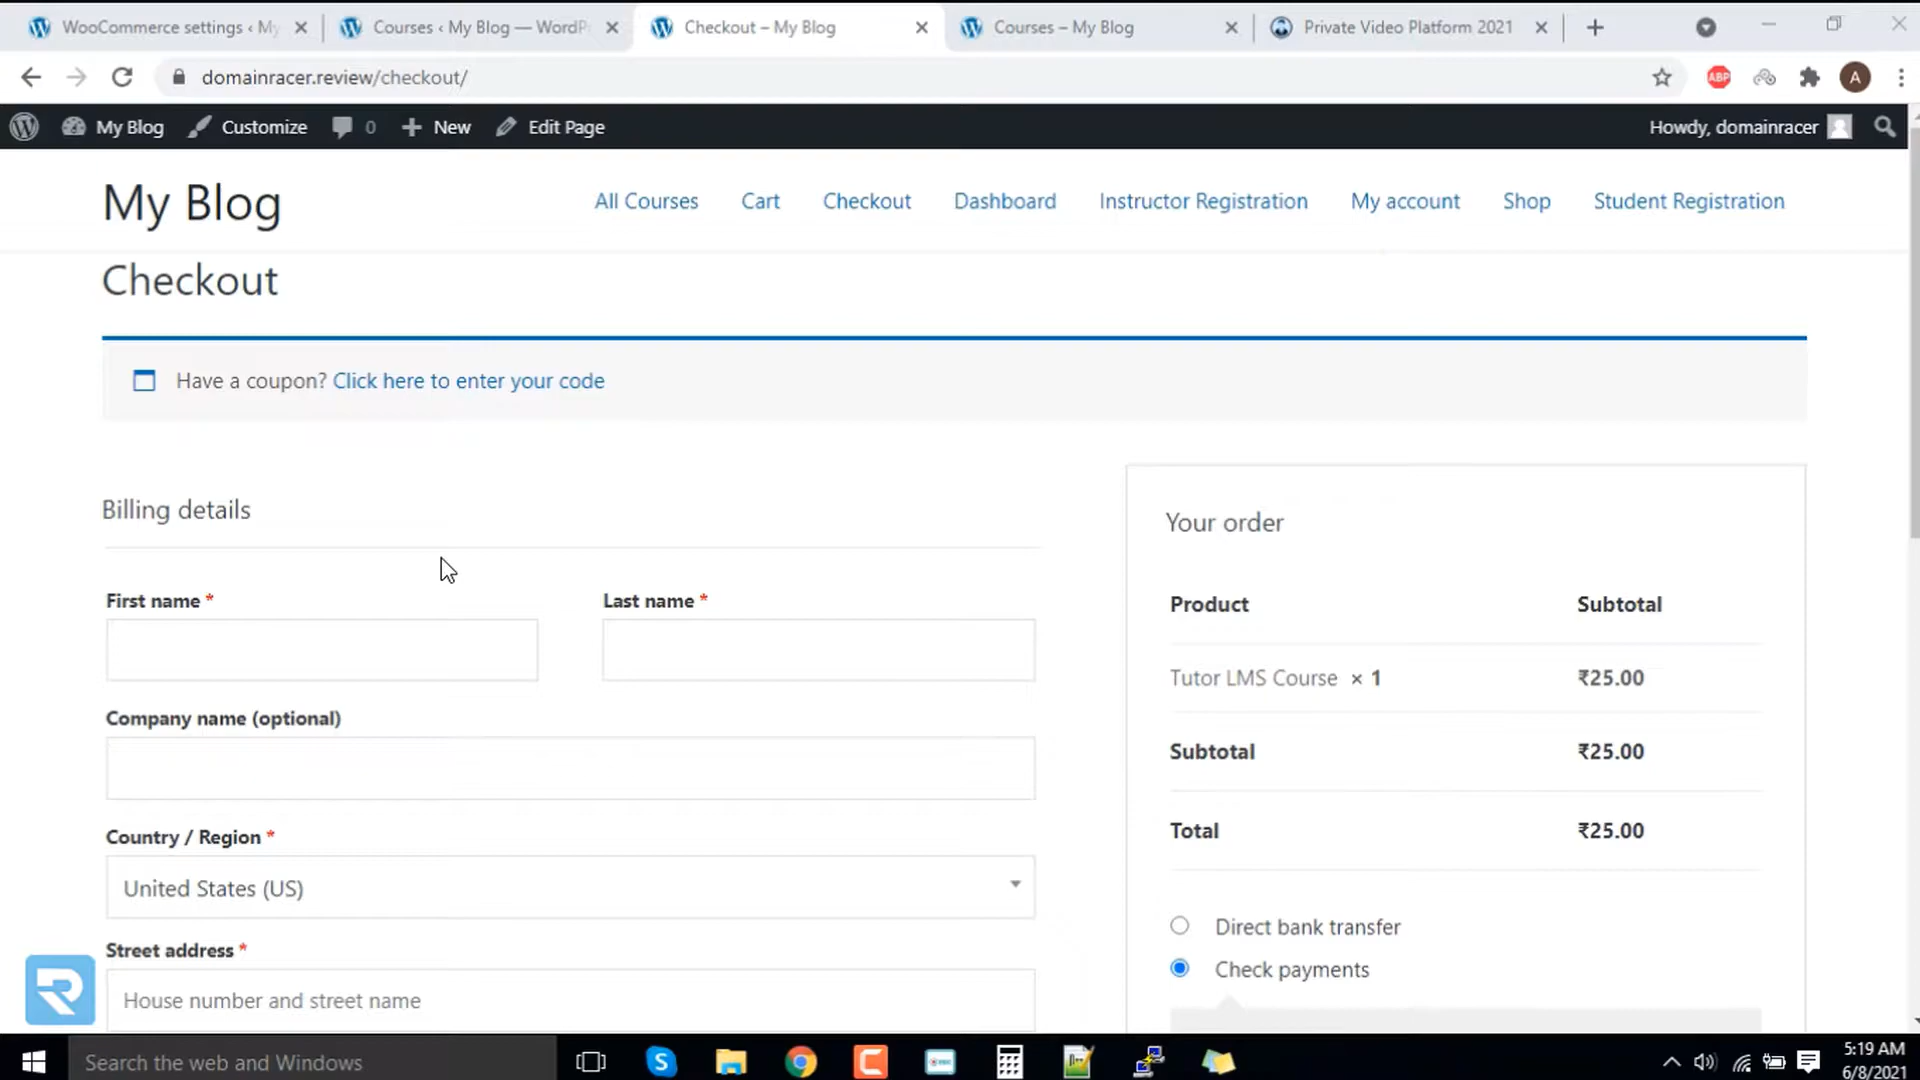 WooCommerce settings ‹ My
Courses ‹ My Blog — WordPr
Checkout – My Blog
Courses – My Blog
Private Video Platform 2021
domainracer.review/checkout/
ABP
A
My Blog
Customize
0
New
Edit Page
Howdy, domainracer
My Blog
All Courses
Cart
Checkout
Dashboard
Instructor Registration
My account
Shop
Student Registration
Checkout
Have a coupon? Click here to enter your code
Billing details
First name *
Last name *
Company name (optional)
Country / Region *
United States (US)
Street address *
House number and street name
Your order
Product Subtotal
Tutor LMS Course × 1 ₹25.00
Subtotal ₹25.00
Total ₹25.00
Direct bank transfer
Check payments
Search the web and Windows
5:19 AM
6/8/2021